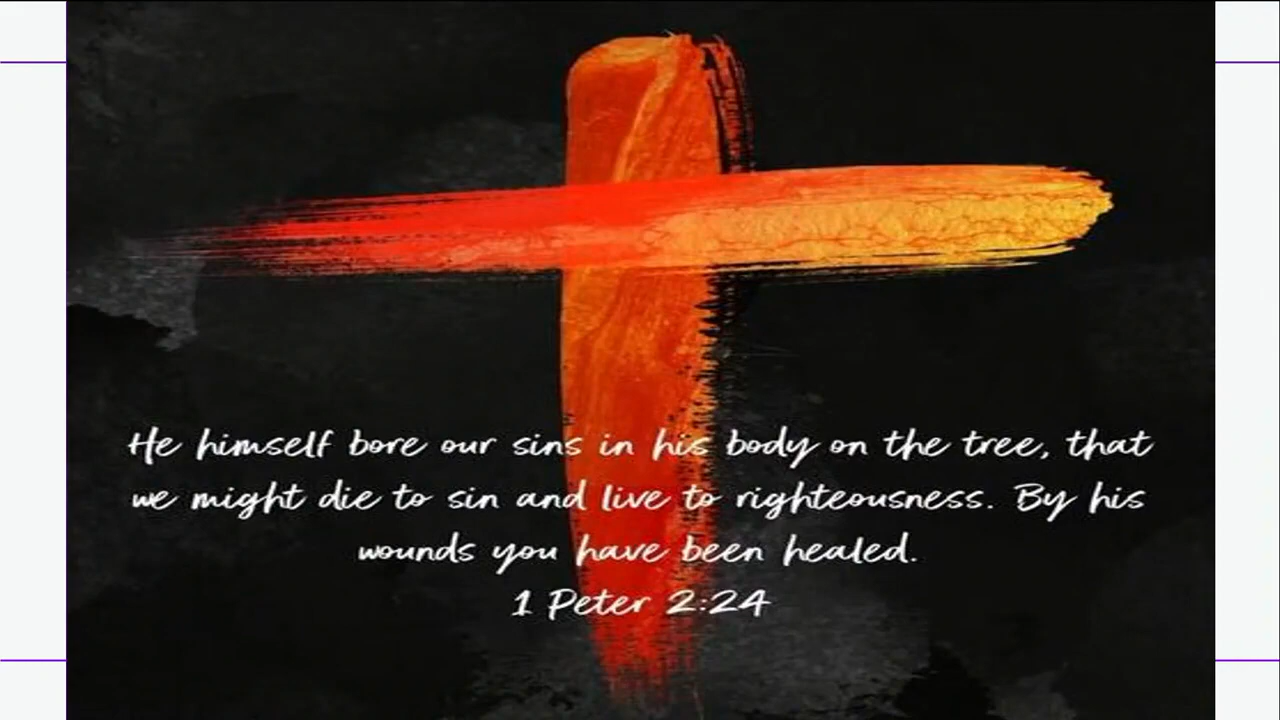 He himself bore our sins in his body on the tree, that
we might die to sin and live to righteousness. By his
wounds you have been healed.
1 Peter 2:24